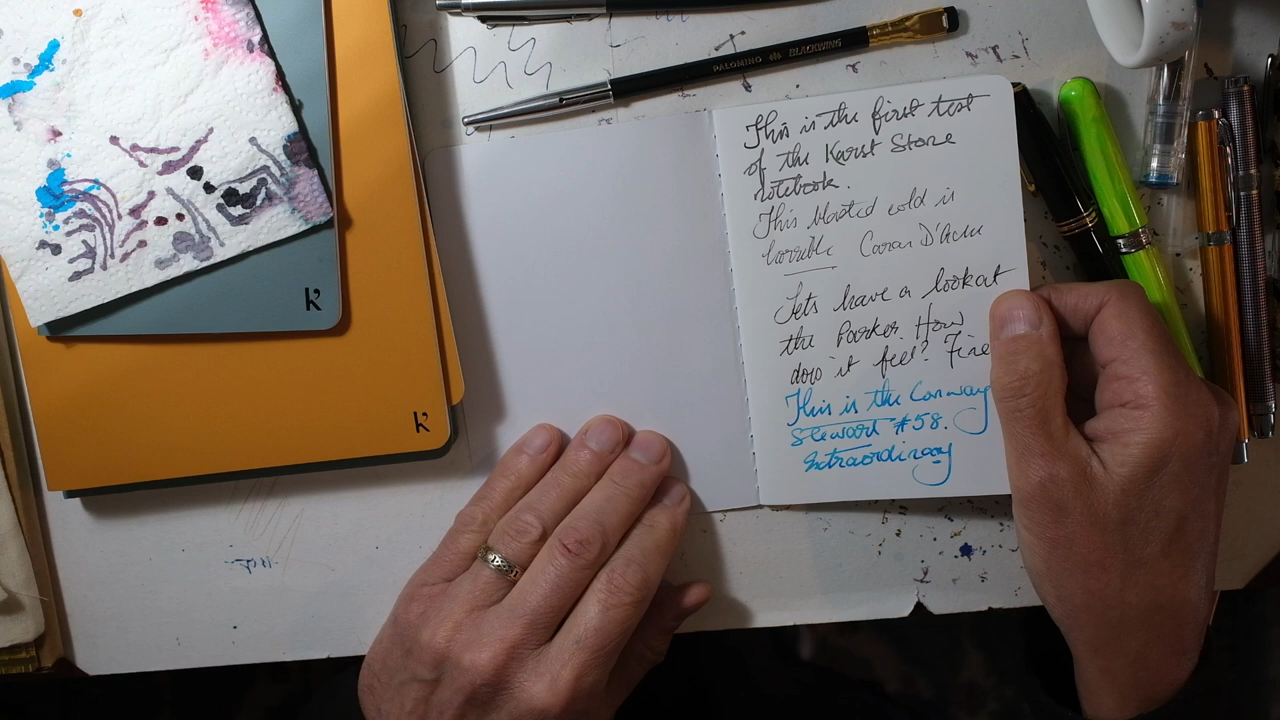 PALOMINO BLACKWING
This is the first test
of the Karst Stone
notebook.
This blasted cold is
horrible Caran D'Ache
Lets have a look at
the Parker. How
does it feel? Fine
This is the Conway
Stewart #58.
Extraordinary
k
k